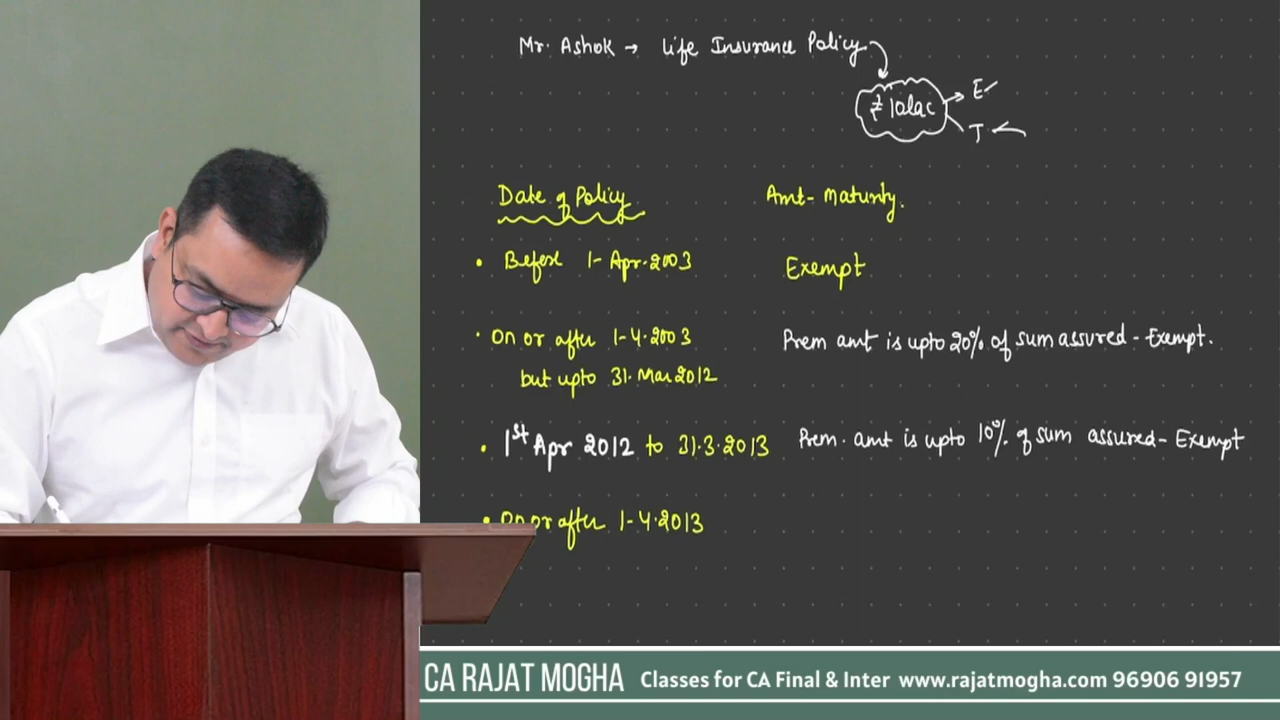 Mr. Ashok → Life Insurance Policy
₹ 10lac
E
T
Date of Policy Amt- Maturity.
• Before 1- Apr. 2003 Exempt
• On or after 1-4-2003 Prem amt is upto 20% of sum assured - Exempt.
but upto 31. Mar 2012
• 1st Apr 2012 to 31.3.2013 Prem. amt is upto 10% of sum assured - Exempt
• On or after 1-4.2013
CA RAJAT MOGHA Classes for CA Final & Inter www.rajatmogha.com 96906 91957